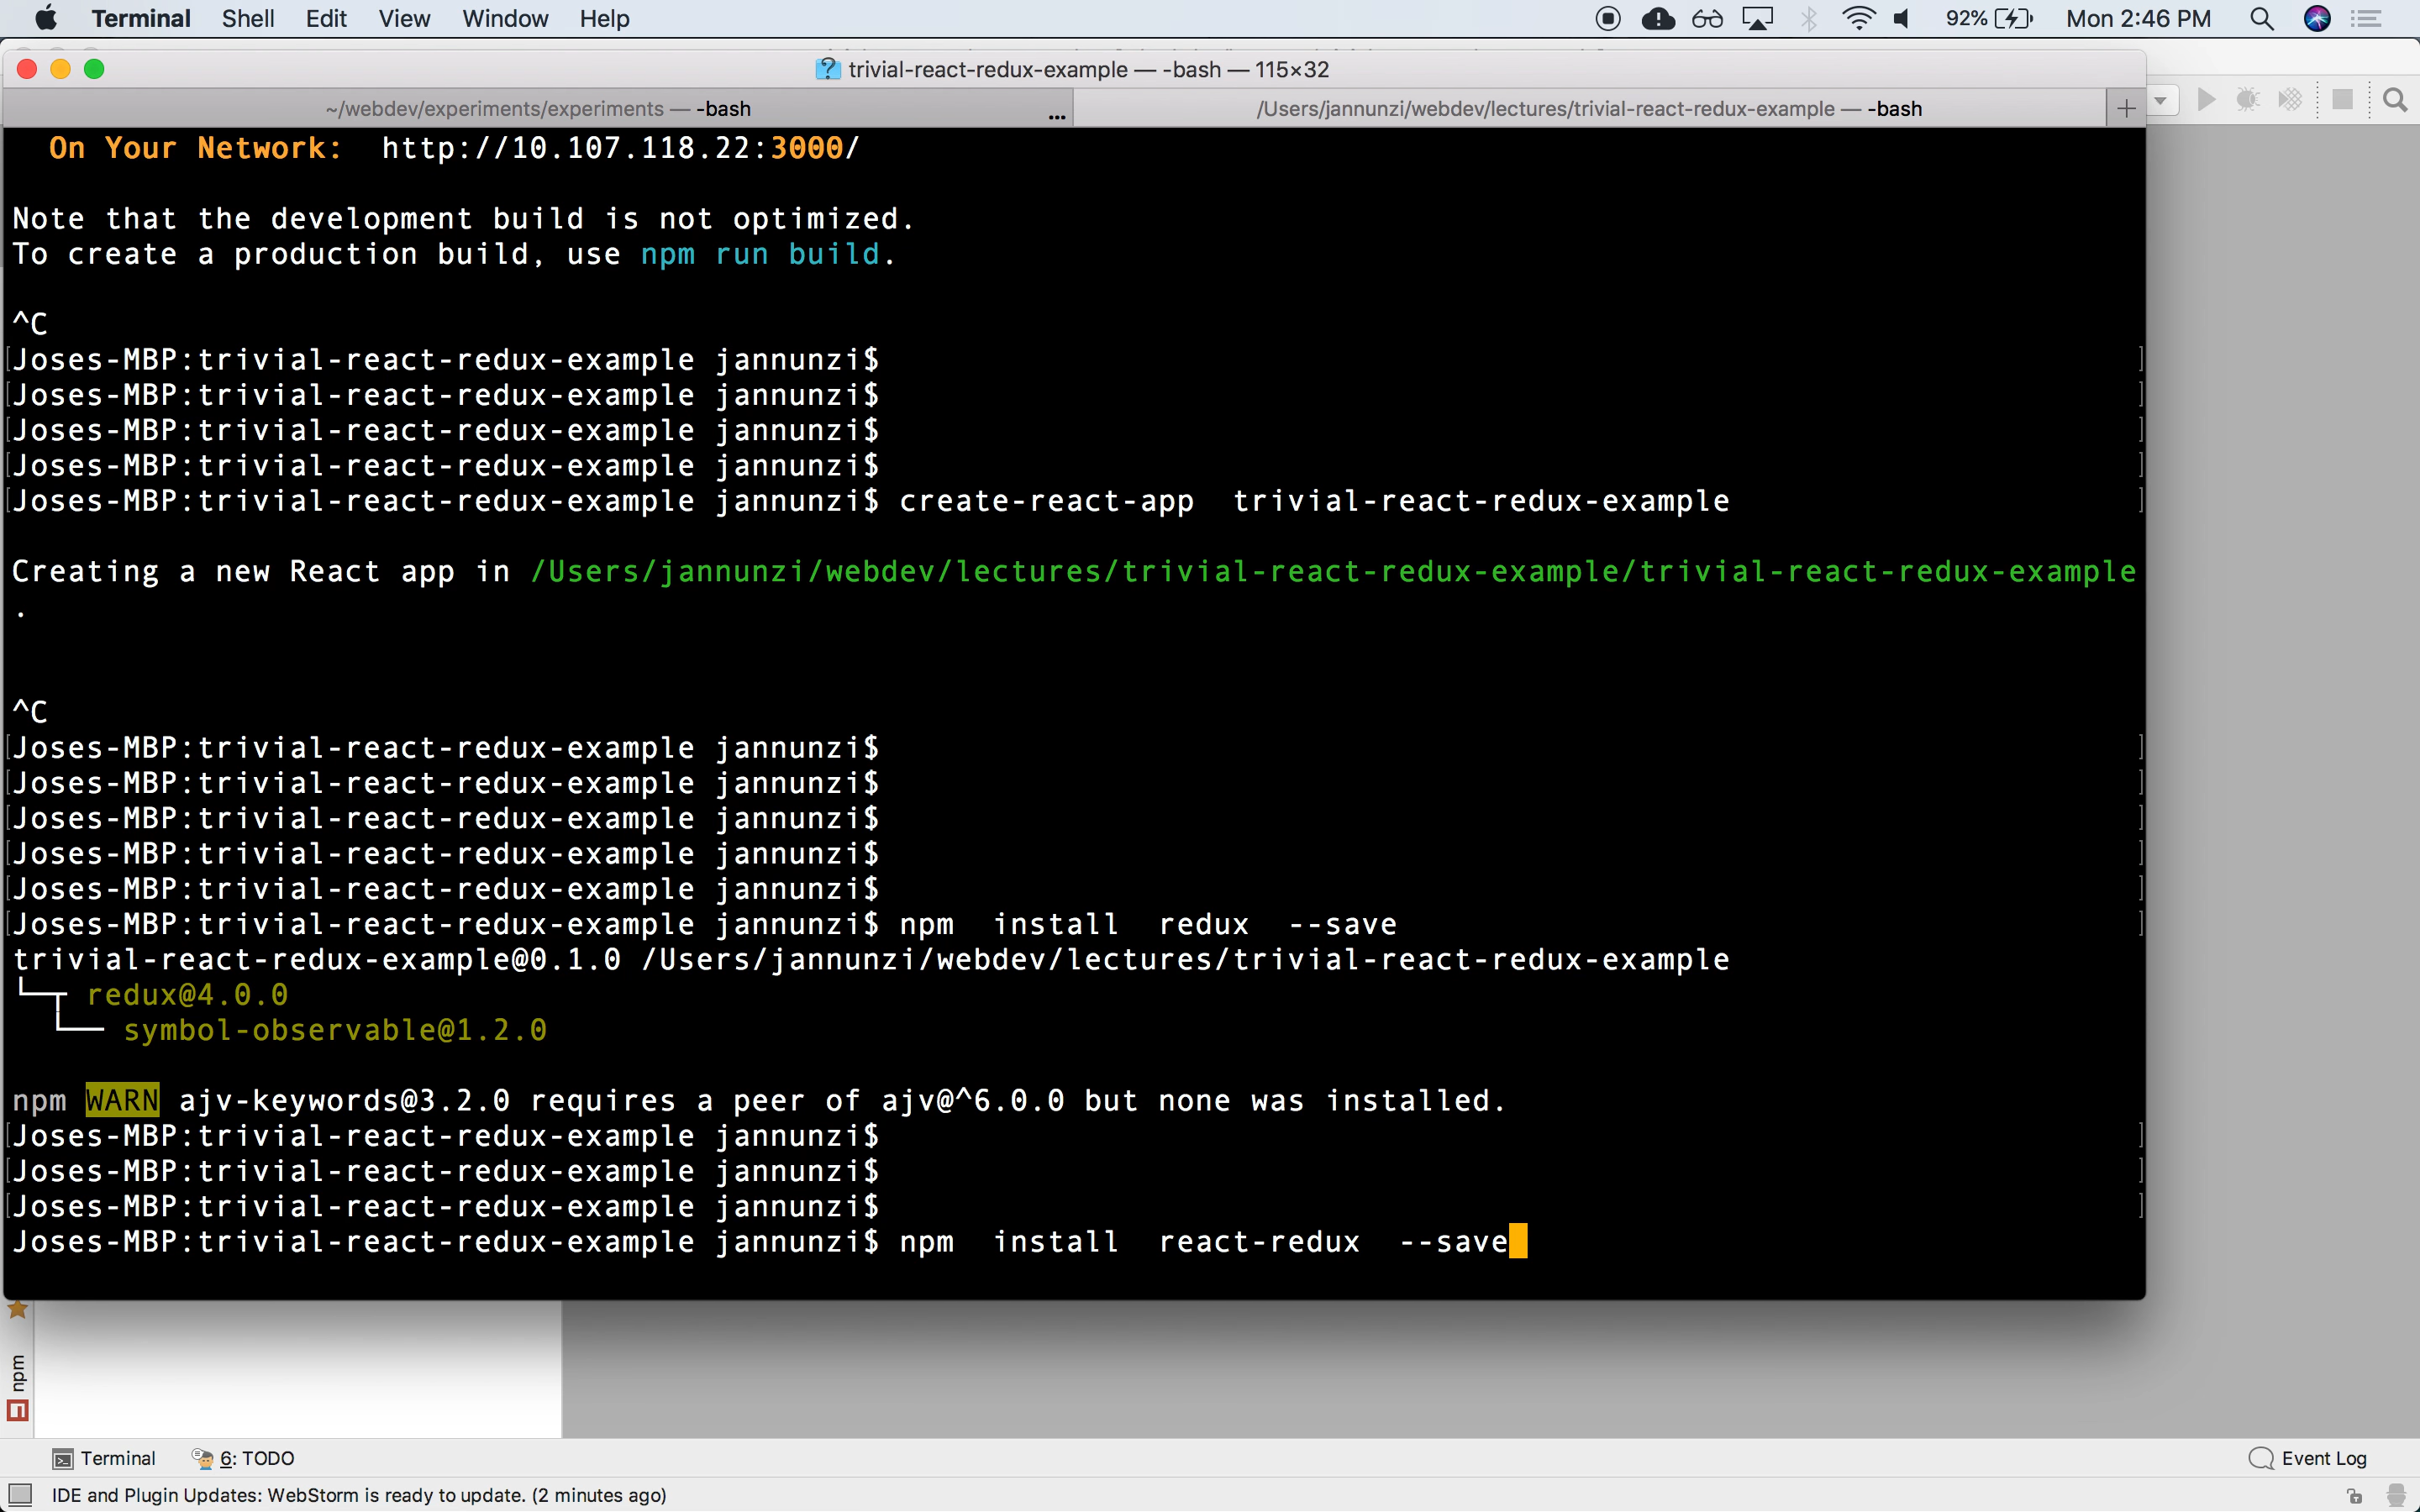 Terminal Shell Edit View Window Help 92% Mon 2:46 PM
trivial-react-redux-example — -bash — 115×32
~/webdev/experiments/experiments — -bash ... /Users/jannunzi/webdev/lectures/trivial-react-redux-example — -bash +
On Your Network: http://10.107.118.22:3000/
Note that the development build is not optimized.
To create a production build, use npm run build.
^C
[Joses-MBP:trivial-react-redux-example jannunzi$ ]
[Joses-MBP:trivial-react-redux-example jannunzi$ ]
[Joses-MBP:trivial-react-redux-example jannunzi$ ]
[Joses-MBP:trivial-react-redux-example jannunzi$ ]
[Joses-MBP:trivial-react-redux-example jannunzi$ create-react-app  trivial-react-redux-example ]
Creating a new React app in /Users/jannunzi/webdev/lectures/trivial-react-redux-example/trivial-react-redux-example
.
^C
[Joses-MBP:trivial-react-redux-example jannunzi$ ]
[Joses-MBP:trivial-react-redux-example jannunzi$ ]
[Joses-MBP:trivial-react-redux-example jannunzi$ ]
[Joses-MBP:trivial-react-redux-example jannunzi$ ]
[Joses-MBP:trivial-react-redux-example jannunzi$ ]
[Joses-MBP:trivial-react-redux-example jannunzi$ npm  install  redux  --save ]
trivial-react-redux-example@0.1.0 /Users/jannunzi/webdev/lectures/trivial-react-redux-example
└─┬ redux@4.0.0
  └── symbol-observable@1.2.0
npm WARN ajv-keywords@3.2.0 requires a peer of ajv@^6.0.0 but none was installed.
[Joses-MBP:trivial-react-redux-example jannunzi$ ]
[Joses-MBP:trivial-react-redux-example jannunzi$ ]
[Joses-MBP:trivial-react-redux-example jannunzi$ ]
Joses-MBP:trivial-react-redux-example jannunzi$ npm  install  react-redux  --save
npm
Terminal 6: TODO Event Log
IDE and Plugin Updates: WebStorm is ready to update. (2 minutes ago)